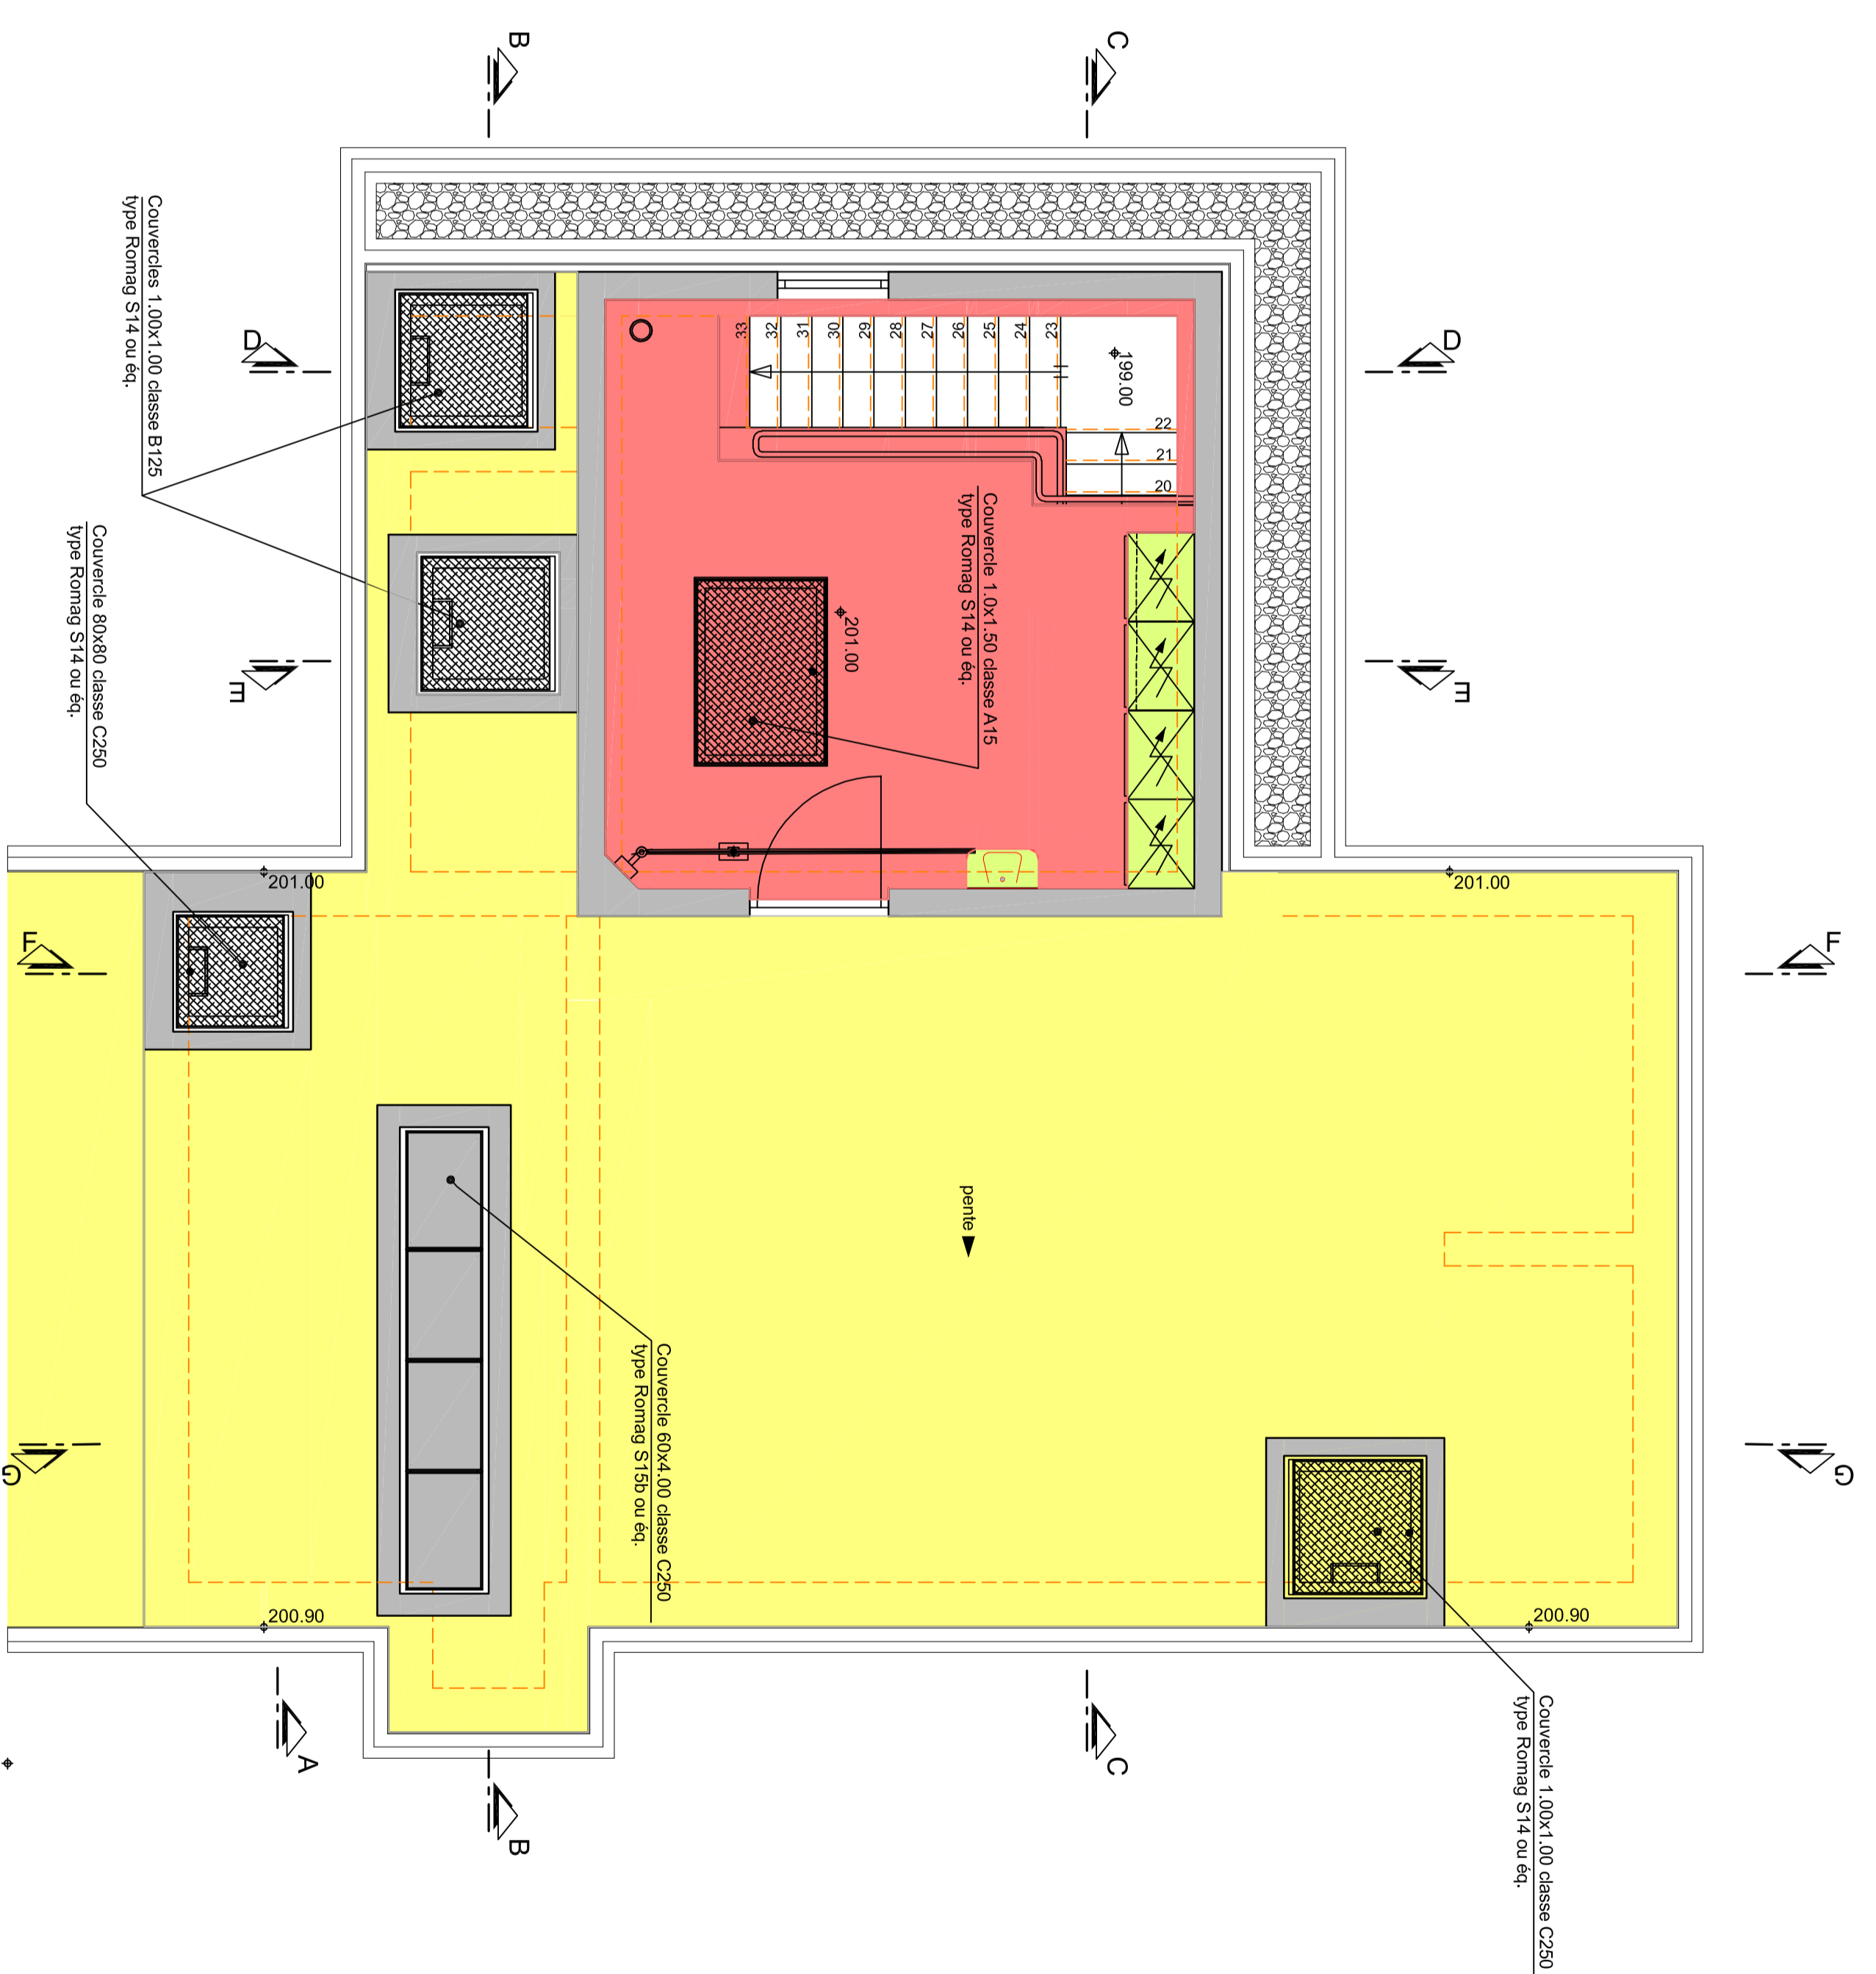 B
C
Couvercles 1.00x1.00 classe B125
type Romag S14 ou éq.
D
D
33
32
31
30
29
28
27
26
25
24
23
199.00
22
21
20
Couvercle 1.0x1.50 classe A15
type Romag S14 ou éq.
201.00
Couvercle 80x80 classe C250
type Romag S14 ou éq.
E
E
201.00
201.00
F
F
pente
Couvercle 60x4.00 classe C250
type Romag S15b ou éq.
G
G
200.90
200.90
Couvercle 1.00x1.00 classe C250
type Romag S14 ou éq.
A
C
B